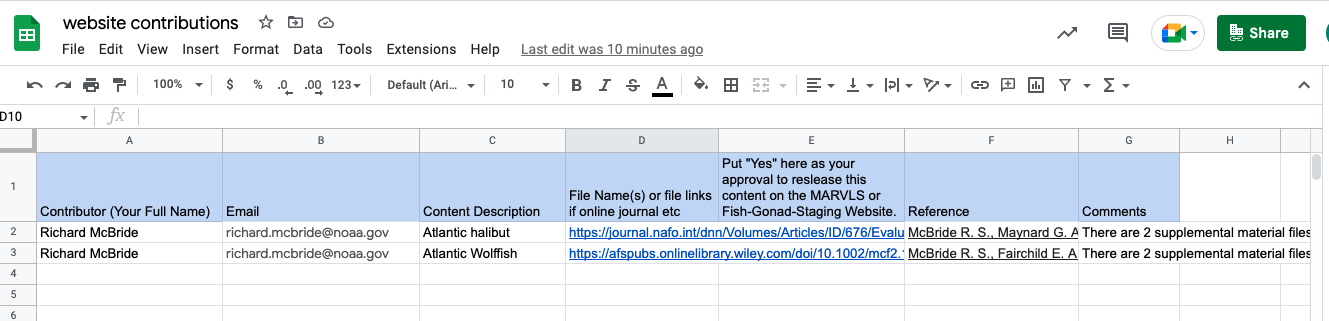 website contributions
File Edit View Insert Format Data Tools Extensions Help Last edit was 10 minutes ago
Share
100% $ % .0 .00 123 Default (Ari... 10 B I S A
D10 fx
A B C D E F G H
1 Contributor (Your Full Name) Email Content Description File Name(s) or file links if online journal etc Put "Yes" here as your approval to reslease this content on the MARVLS or Fish-Gonad-Staging Website. Reference Comments
2 Richard McBride richard.mcbride@noaa.gov Atlantic halibut https://journal.nafo.int/dnn/Volumes/Articles/ID/676/Evalu McBride R. S., Maynard G. A There are 2 supplemental material files
3 Richard McBride richard.mcbride@noaa.gov Atlantic Wolffish https://afspubs.onlinelibrary.wiley.com/doi/10.1002/mcf2. McBride R. S., Fairchild E. A There are 2 supplemental material files
4
5
6